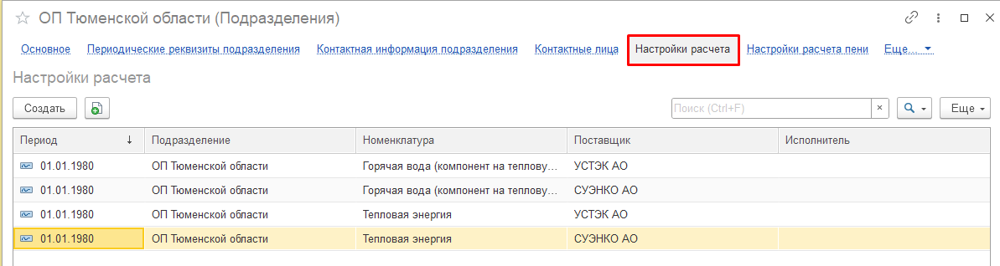 ОП Тюменской области (Подразделения)
Основное Периодические реквизиты подразделения Контактная информация подразделения Контактные лица Настройки расчета Настройки расчета пени Еще...
Настройки расчета
Создать Поиск (Ctrl+F) × Еще
Период ↓ Подразделение Номенклатура Поставщик Исполнитель
01.01.1980 ОП Тюменской области Горячая вода (компонент на теплову... УСТЭК АО
01.01.1980 ОП Тюменской области Горячая вода (компонент на теплову... СУЭНКО АО
01.01.1980 ОП Тюменской области Тепловая энергия УСТЭК АО
01.01.1980 ОП Тюменской области Тепловая энергия СУЭНКО АО